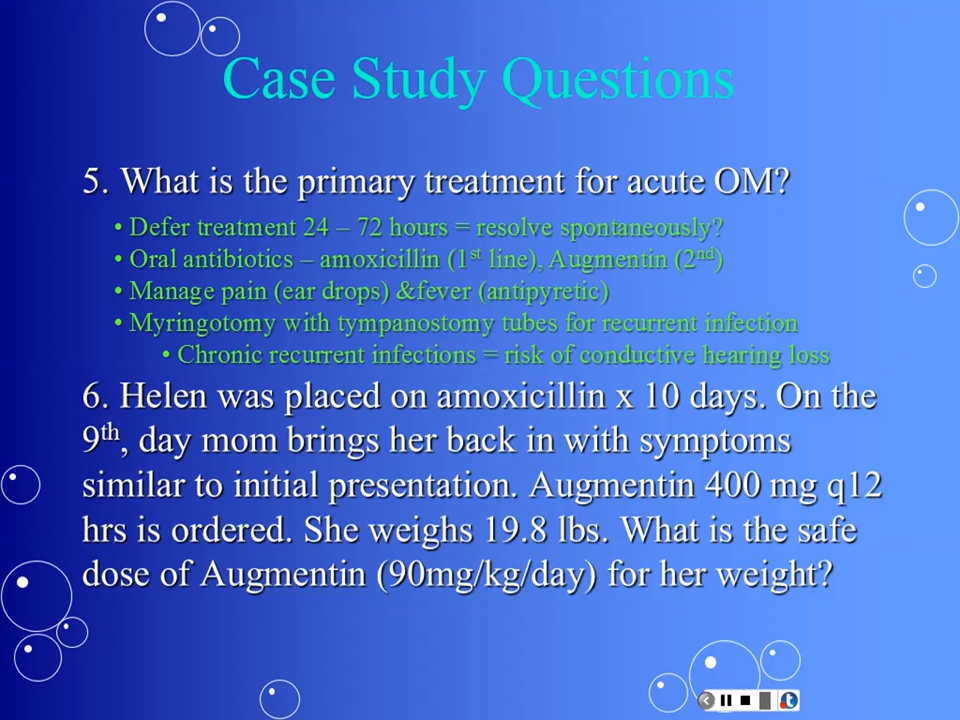 Case Study Questions
5. What is the primary treatment for acute OM?
• Defer treatment 24 – 72 hours = resolve spontaneously?
• Oral antibiotics – amoxicillin (1st line), Augmentin (2nd)
• Manage pain (ear drops) &fever (antipyretic)
• Myringotomy with tympanostomy tubes for recurrent infection
• Chronic recurrent infections = risk of conductive hearing loss
6. Helen was placed on amoxicillin x 10 days. On the
9th, day mom brings her back in with symptoms
similar to initial presentation. Augmentin 400 mg q12
hrs is ordered. She weighs 19.8 lbs. What is the safe
dose of Augmentin (90mg/kg/day) for her weight?